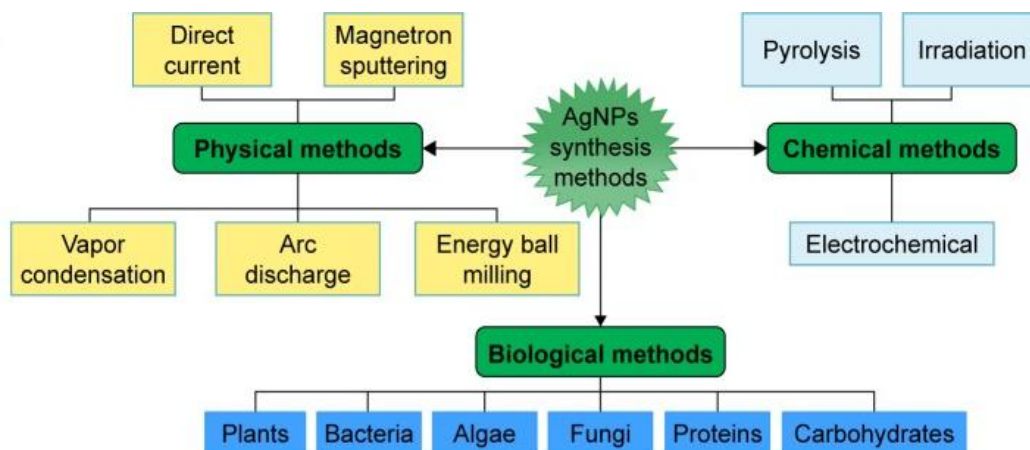 Direct
current
Magnetron
sputtering
Pyrolysis
Irradiation
AgNPs
synthesis
methods
Physical methods
Chemical methods
Vapor
condensation
Arc
discharge
Energy ball
milling
Electrochemical
Biological methods
Plants
Bacteria
Algae
Fungi
Proteins
Carbohydrates